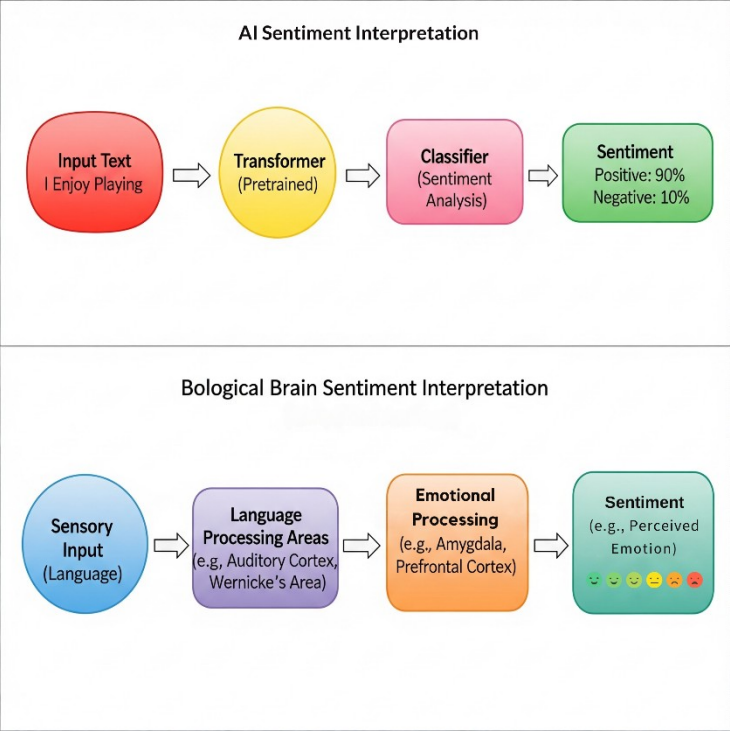 AI Sentiment Interpretation
Input Text
I Enjoy Playing
Transformer
(Pretrained)
Classifier
(Sentiment
Analysis)
Sentiment
Positive: 90%
Negative: 10%
Bological Brain Sentiment Interpretation
Sensory
Input
(Language)
Language
Processing Areas
(e.g, Auditory Cortex,
Wernicke's Area)
Emotional
Processing
(e.g., Amygdala,
Prefrontal Cortex)
Sentiment
(e.g., Perceived
Emotion)